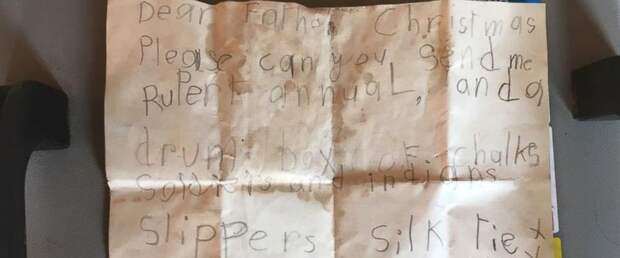 Dear Father Christmas
Please can you send me
Rupert annual, and a
drum box of chalks
Soldiers and indians
Slippers silk tie x
x